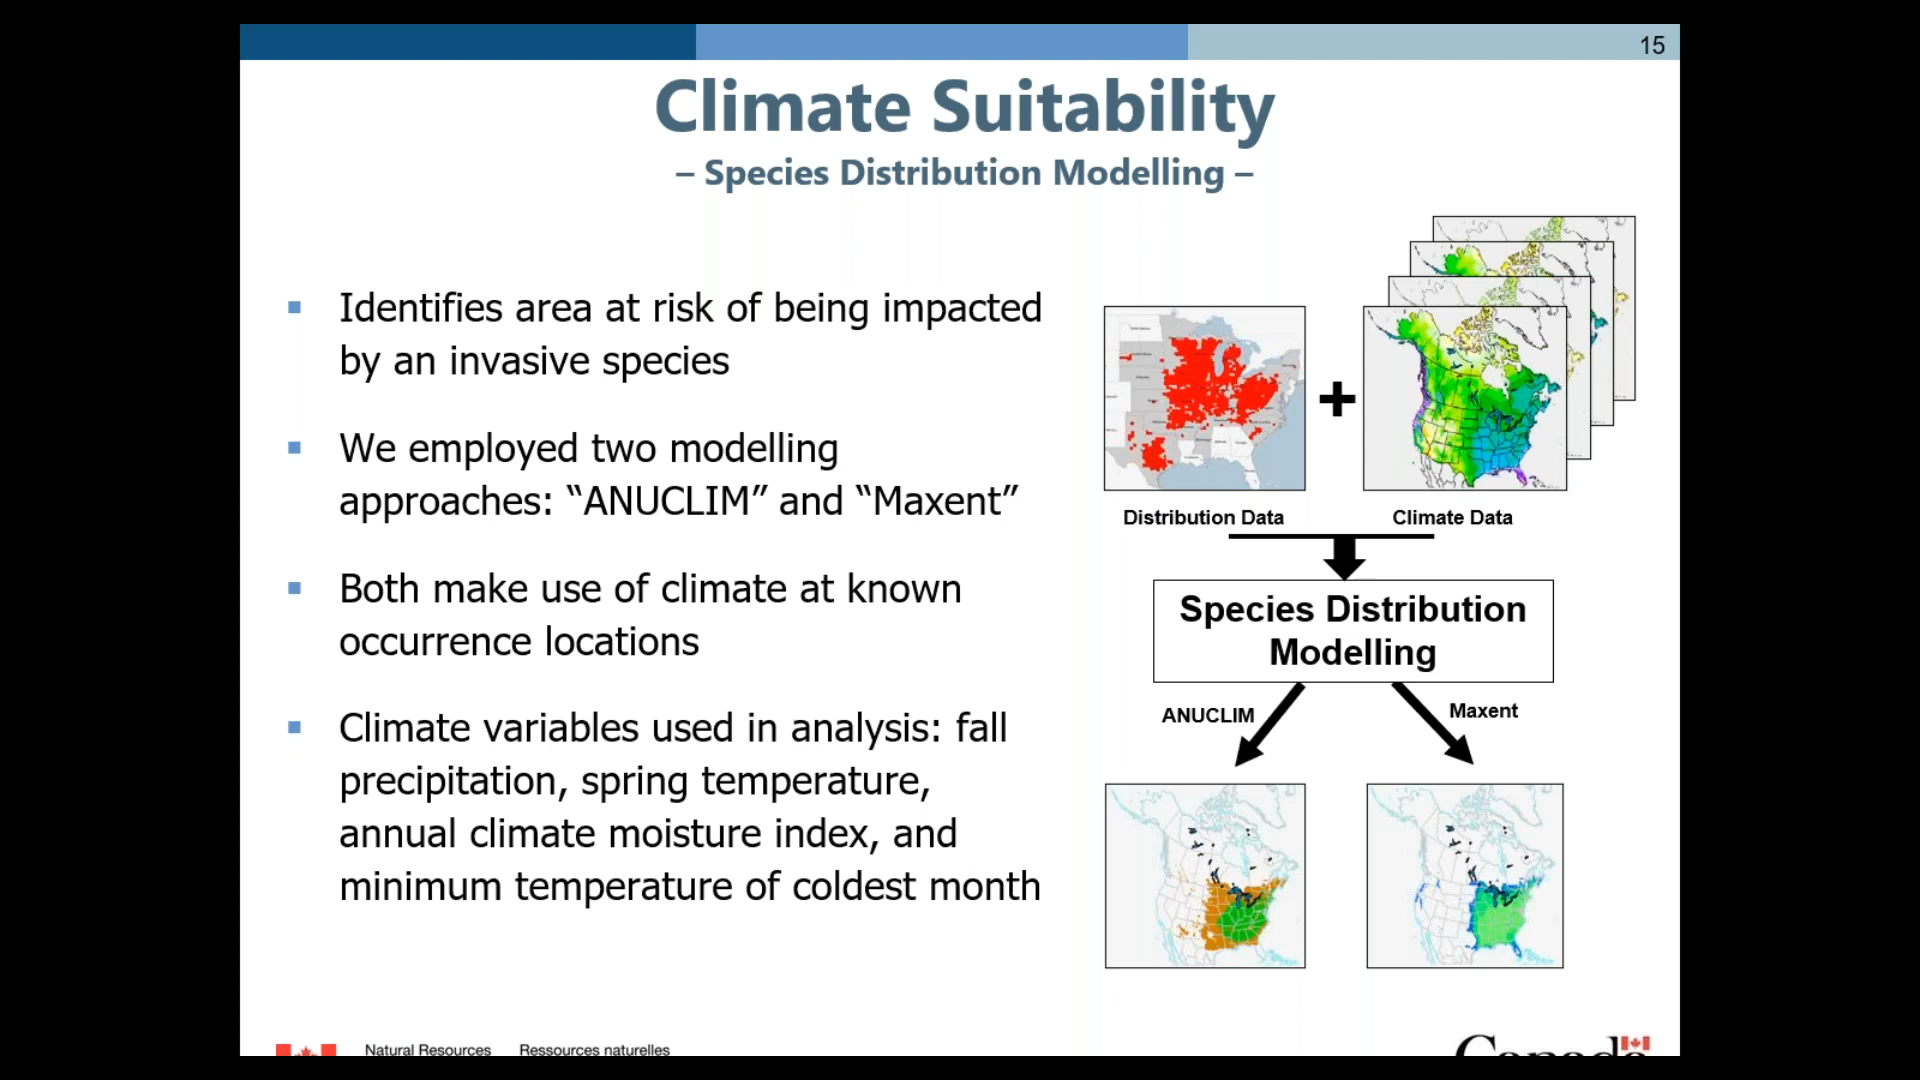 15
Climate Suitability
– Species Distribution Modelling –
▪ Identifies area at risk of being impacted
by an invasive species
▪ We employed two modelling
approaches: “ANUCLIM” and “Maxent”
▪ Both make use of climate at known
occurrence locations
▪ Climate variables used in analysis: fall
precipitation, spring temperature,
annual climate moisture index, and
minimum temperature of coldest month
+
Distribution Data
Climate Data
Species Distribution
Modelling
ANUCLIM
Maxent
Natural Resources
Ressources naturelles
Canada